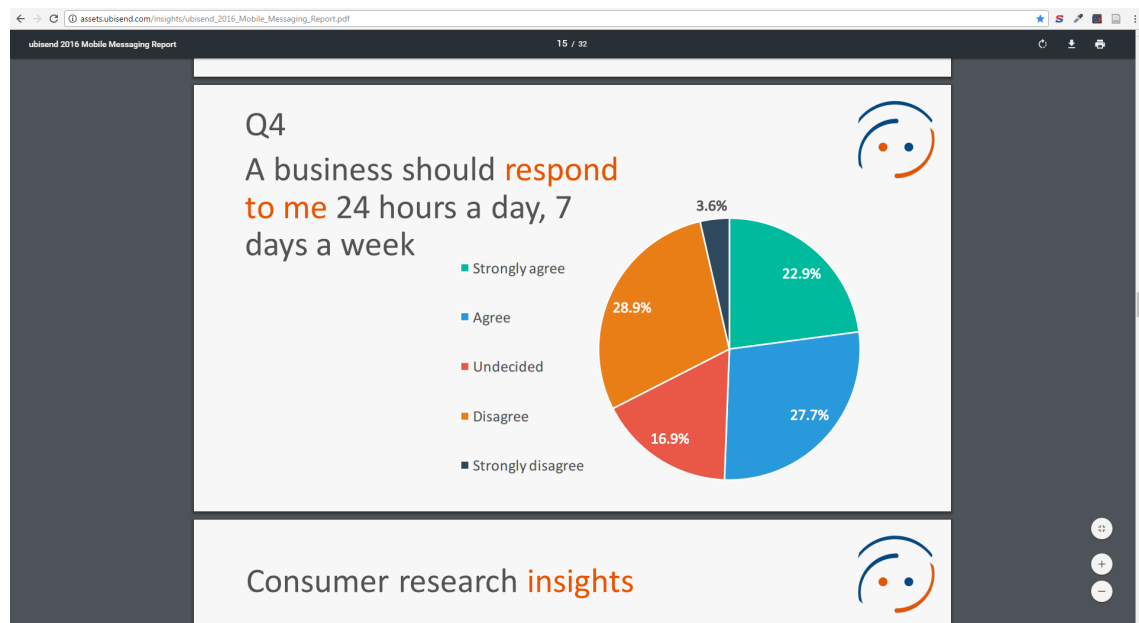 assets.ubisend.com/insights/ubisend_2016_Mobile_Messaging_Report.pdf
ubisend 2016 Mobile Messaging Report
15 / 32
Q4
A business should respond
to me 24 hours a day, 7
days a week
Strongly agree
Agree
Undecided
Disagree
Strongly disagree
3.6%
22.9%
28.9%
27.7%
16.9%
Consumer research insights